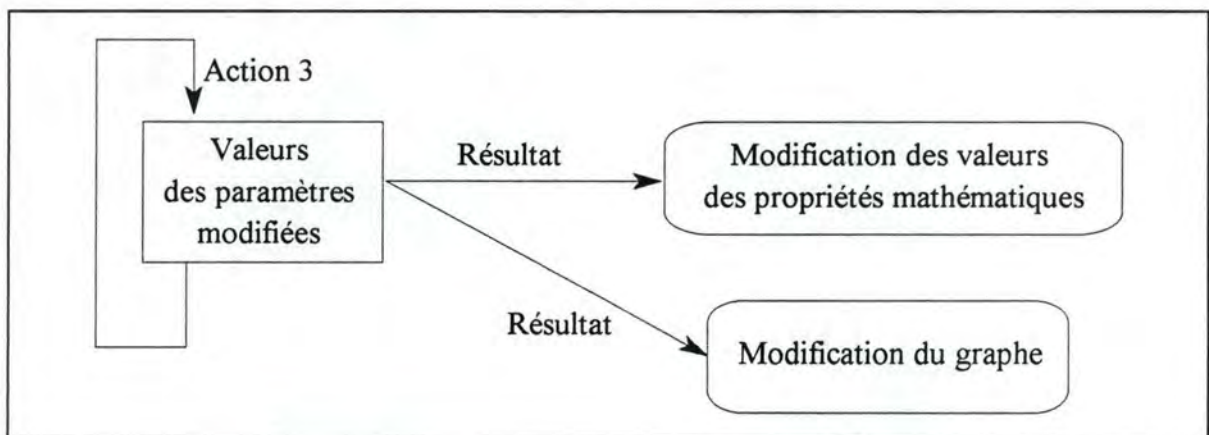 Action 3
Valeurs
des paramètres
modifiées
Résultat
Modification des valeurs
des propriétés mathématiques
Résultat
Modification du graphe